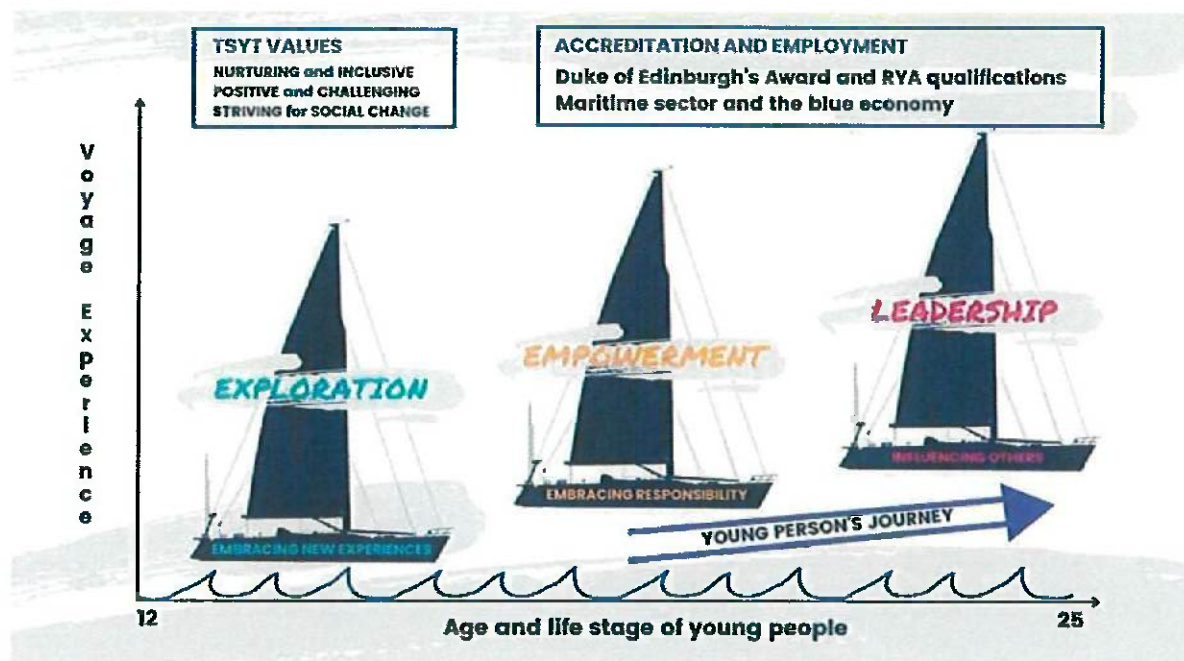 TSYT VALUES
NURTURING and INCLUSIVE
POSITIVE and CHALLENGING
STRIVING for SOCIAL CHANGE
ACCREDITATION AND EMPLOYMENT
Duke of Edinburgh's Award and RYA qualifications
Maritime sector and the blue economy
Voyage Experience
EXPLORATION
EMBRACING NEW EXPERIENCES
EMPOWERMENT
EMBRACING RESPONSIBILITY
LEADERSHIP
INFLUENCING OTHERS
YOUNG PERSON'S JOURNEY
12
25
Age and life stage of young people